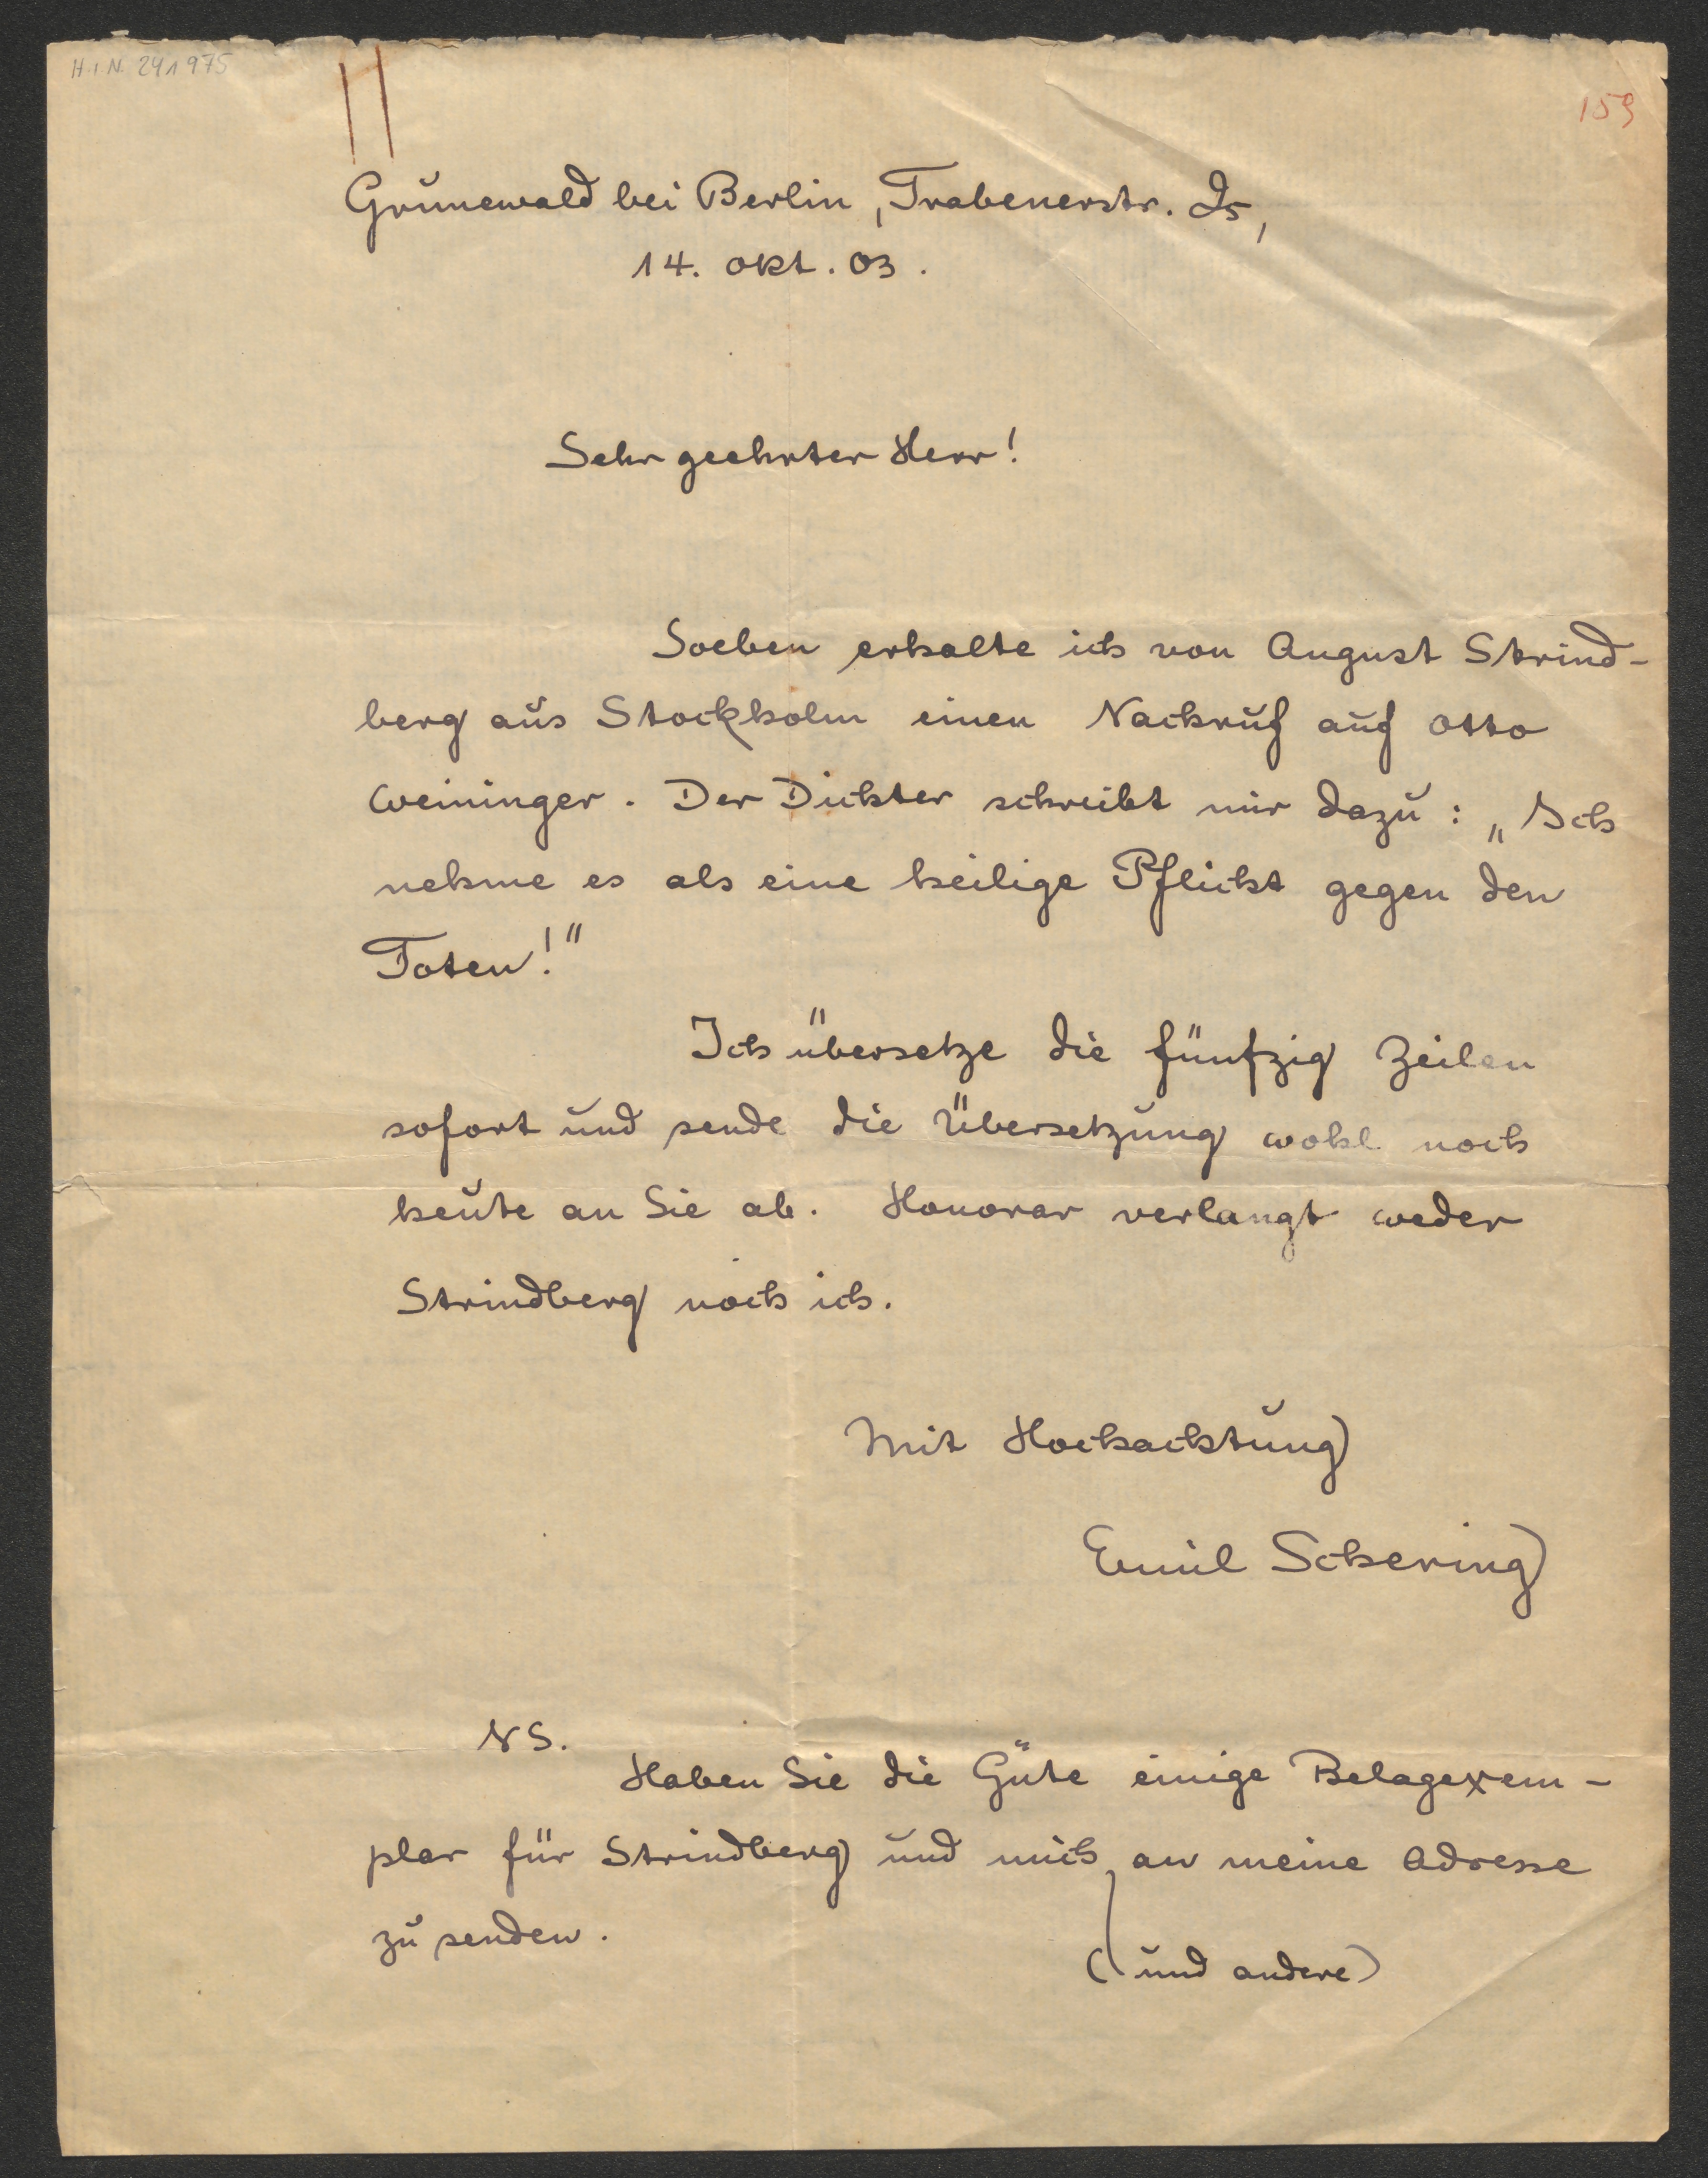 H.I.N. 241975
159
Grunewald bei Berlin, Trabenerstr. 25,
14. Okt. 03.
Sehr geehrter Herr!
Soeben erhalte ich von August Strind-
berg aus Stockholm einen Nachruf auf Otto
Weininger. Der Dichter schreibt mir dazu: „Ich
nehme es als eine heilige Pflicht gegen den
Toten!"
Ich übersetze die fünfzig Zeilen
sofort und sende die Übersetzung wohl noch
heute an Sie ab. Honorar verlangt weder
Strindberg noch ich.
Mit Hochachtung
Emil Schering
NS.
Haben Sie die Güte einige Belagexem-
plar für Strindberg und mich an meine Adresse
zu senden.
(und andere)